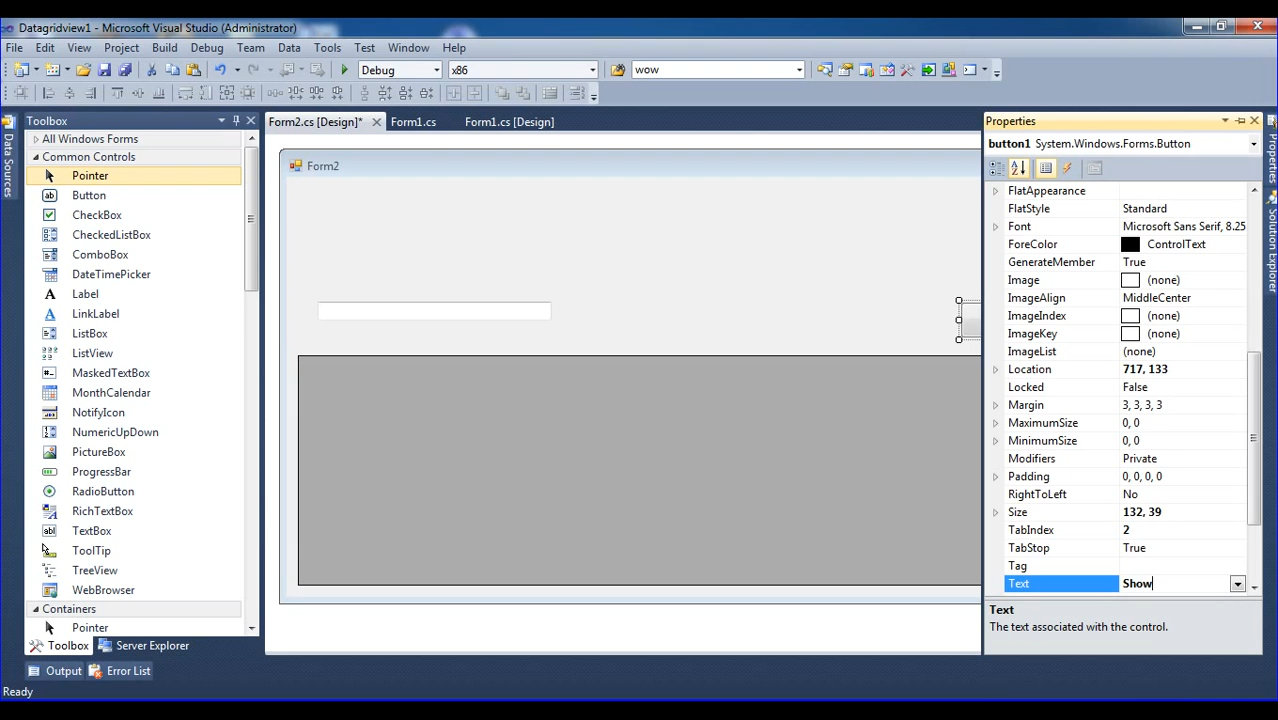 Datagridview1 - Microsoft Visual Studio (Administrator)
File Edit View Project Build Debug Team Data Tools Test Window Help
Debug x86 wow
Toolbox
Form2.cs [Design]* Form1.cs Form1.cs [Design]
Properties
Data Sources
All Windows Forms
Common Controls
Pointer
Button
CheckBox
CheckedListBox
ComboBox
DateTimePicker
Label
LinkLabel
ListBox
ListView
MaskedTextBox
MonthCalendar
NotifyIcon
NumericUpDown
PictureBox
ProgressBar
RadioButton
RichTextBox
TextBox
ToolTip
TreeView
WebBrowser
Containers
Pointer
Toolbox Server Explorer
Form2
button1 System.Windows.Forms.Button
FlatAppearance
FlatStyle Standard
Font Microsoft Sans Serif, 8.25
ForeColor ControlText
GenerateMember True
Image (none)
ImageAlign MiddleCenter
ImageIndex (none)
ImageKey (none)
ImageList (none)
Location 717, 133
Locked False
Margin 3, 3, 3, 3
MaximumSize 0, 0
MinimumSize 0, 0
Modifiers Private
Padding 0, 0, 0, 0
RightToLeft No
Size 132, 39
TabIndex 2
TabStop True
Tag
Text Show
Text
The text associated with the control.
Properties
Solution Explorer
Output Error List
Ready